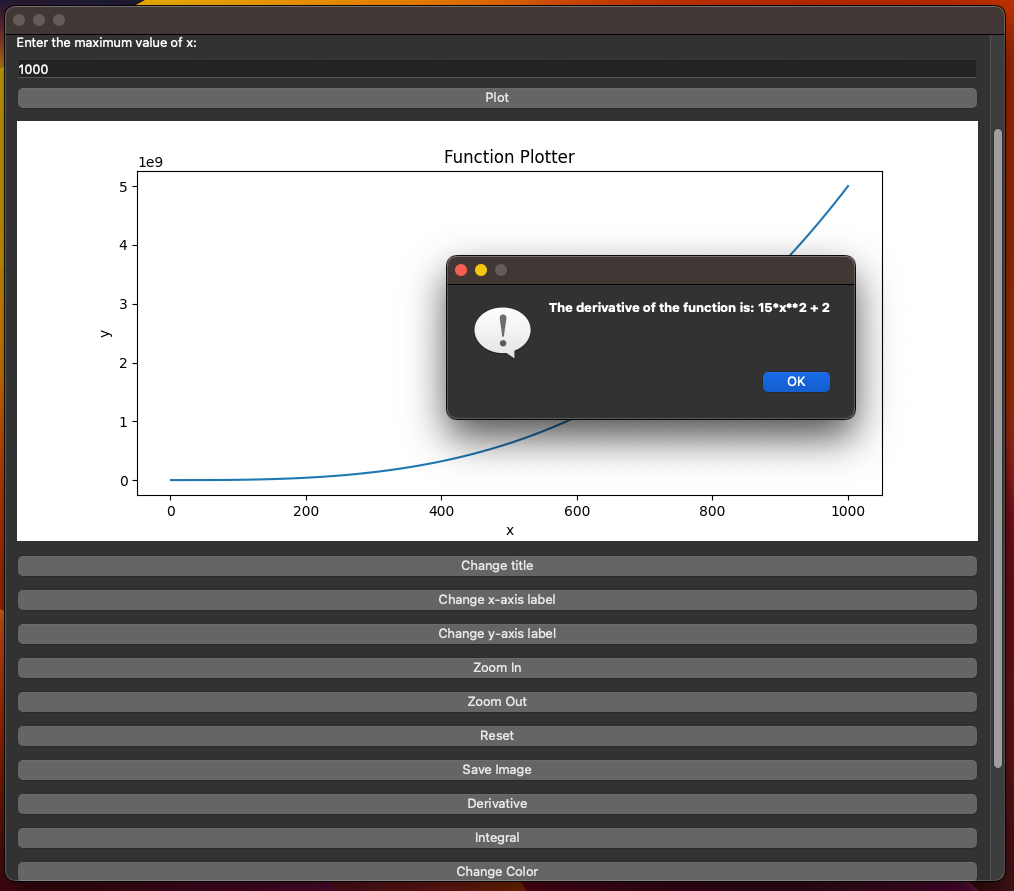 Enter the maximum value of x:
1000
Plot
Function Plotter
1e9
5
4
3
2
1
0
y
0 200 400 600 800 1000
x
The derivative of the function is: 15*x**2 + 2
OK
Change title
Change x-axis label
Change y-axis label
Zoom In
Zoom Out
Reset
Save Image
Derivative
Integral
Change Color